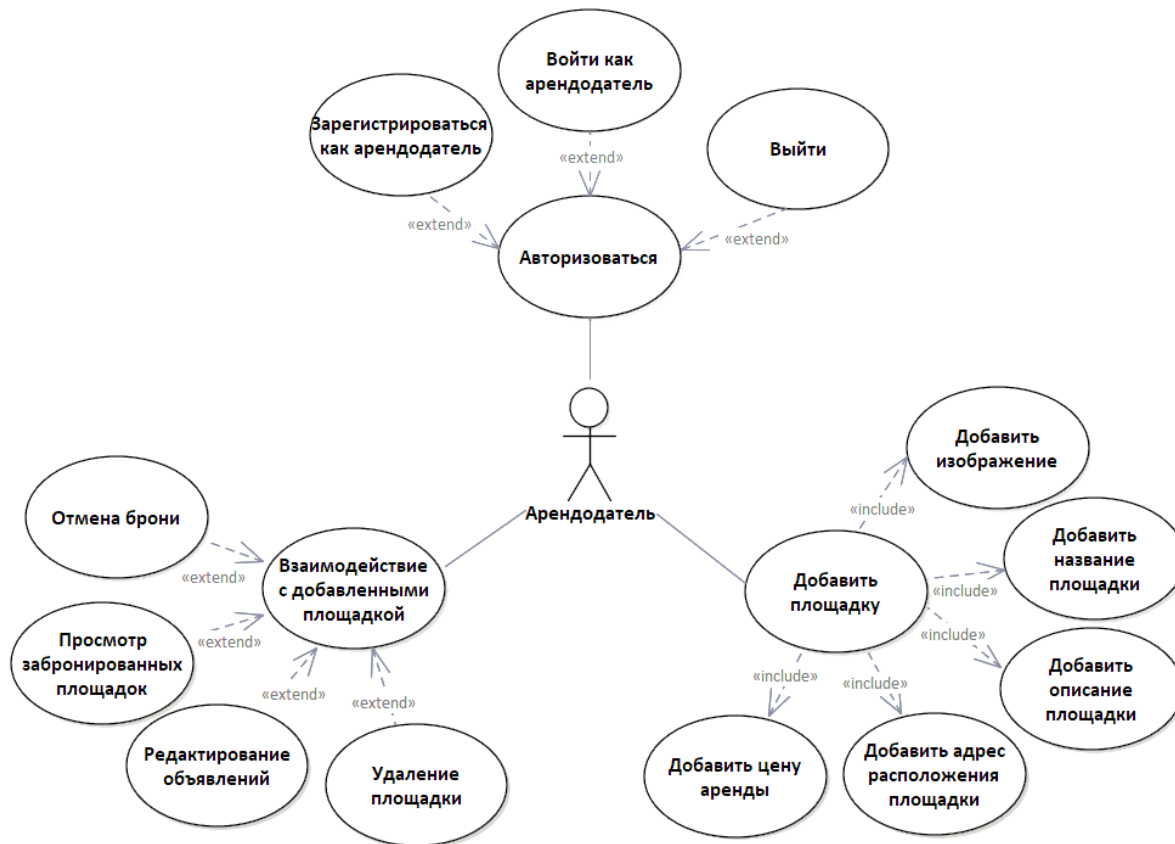 Войти как
арендодатель
Зарегистрироваться
как арендодатель
Выйти
«extend»
«extend»
«extend»
Авторизоваться
Арендодатель
Отмена брони
«extend»
Взаимодействие
с добавленными
площадкой
Просмотр
забронированных
площадок
«extend»
Редактирование
объявлений
«extend»
Удаление
площадки
«extend»
Добавить
площадку
«include»
Добавить
изображение
«include»
Добавить
название
площадки
«include»
Добавить
описание
площадки
«include»
Добавить адрес
расположения
площадки
«include»
Добавить цену
аренды